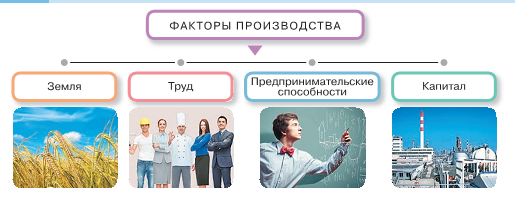 ФАКТОРЫ ПРОИЗВОДСТВА
Земля
Труд
Предпринимательские
способности
Капитал